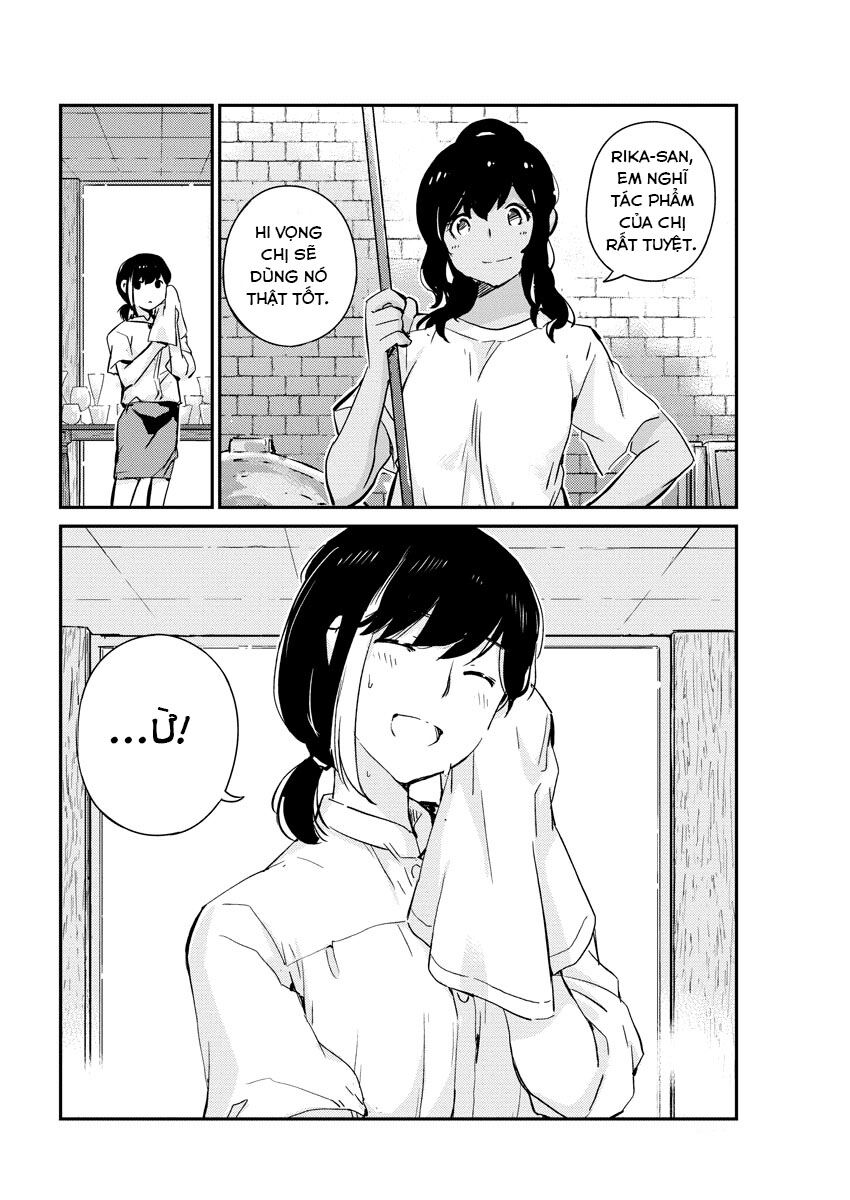 RIKA-SAN,
EM NGHĨ
TÁC PHẨM
CỦA CHỊ
RẤT TUYỆT.
HI VỌNG
CHỊ SẼ
DÙNG NÓ
THẬT TỐT.
...Ừ!